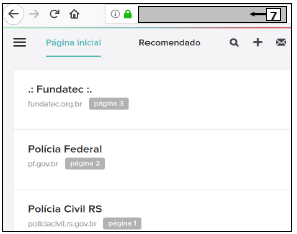 7
Página inicial Recomendado
.: Fundatec :.
fundatec.org.br página 3
Polícia Federal
pf.gov.br página 2
Polícia Civil RS
policiacivil.rs.gov.br página 1